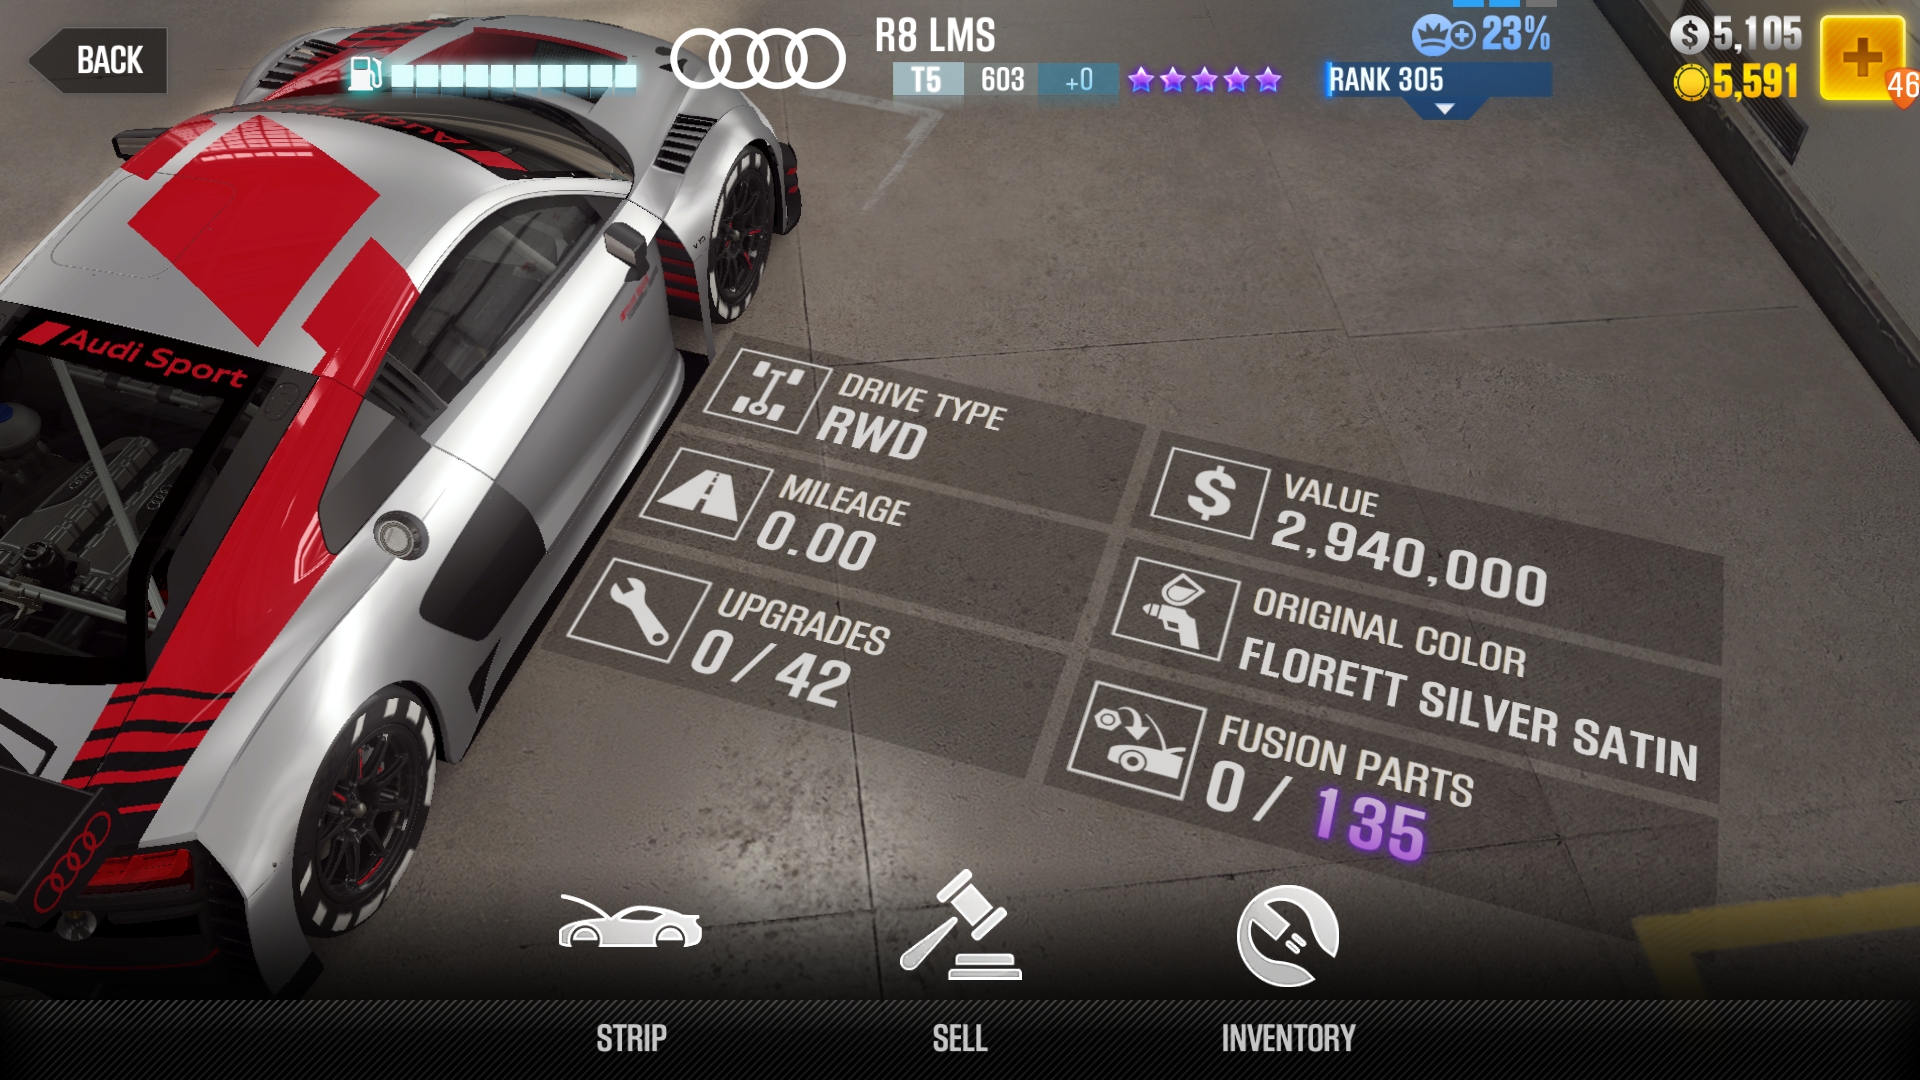 BACK
R8 LMS
T5 603 +0
23%
RANK 305
5,105
5,591
46
Audi Sport
DRIVE TYPE
RWD
MILEAGE
0.00
UPGRADES
0/42
VALUE
2,940,000
ORIGINAL COLOR
FLORETT SILVER SATIN
FUSION PARTS
0/ 135
STRIP
SELL
INVENTORY